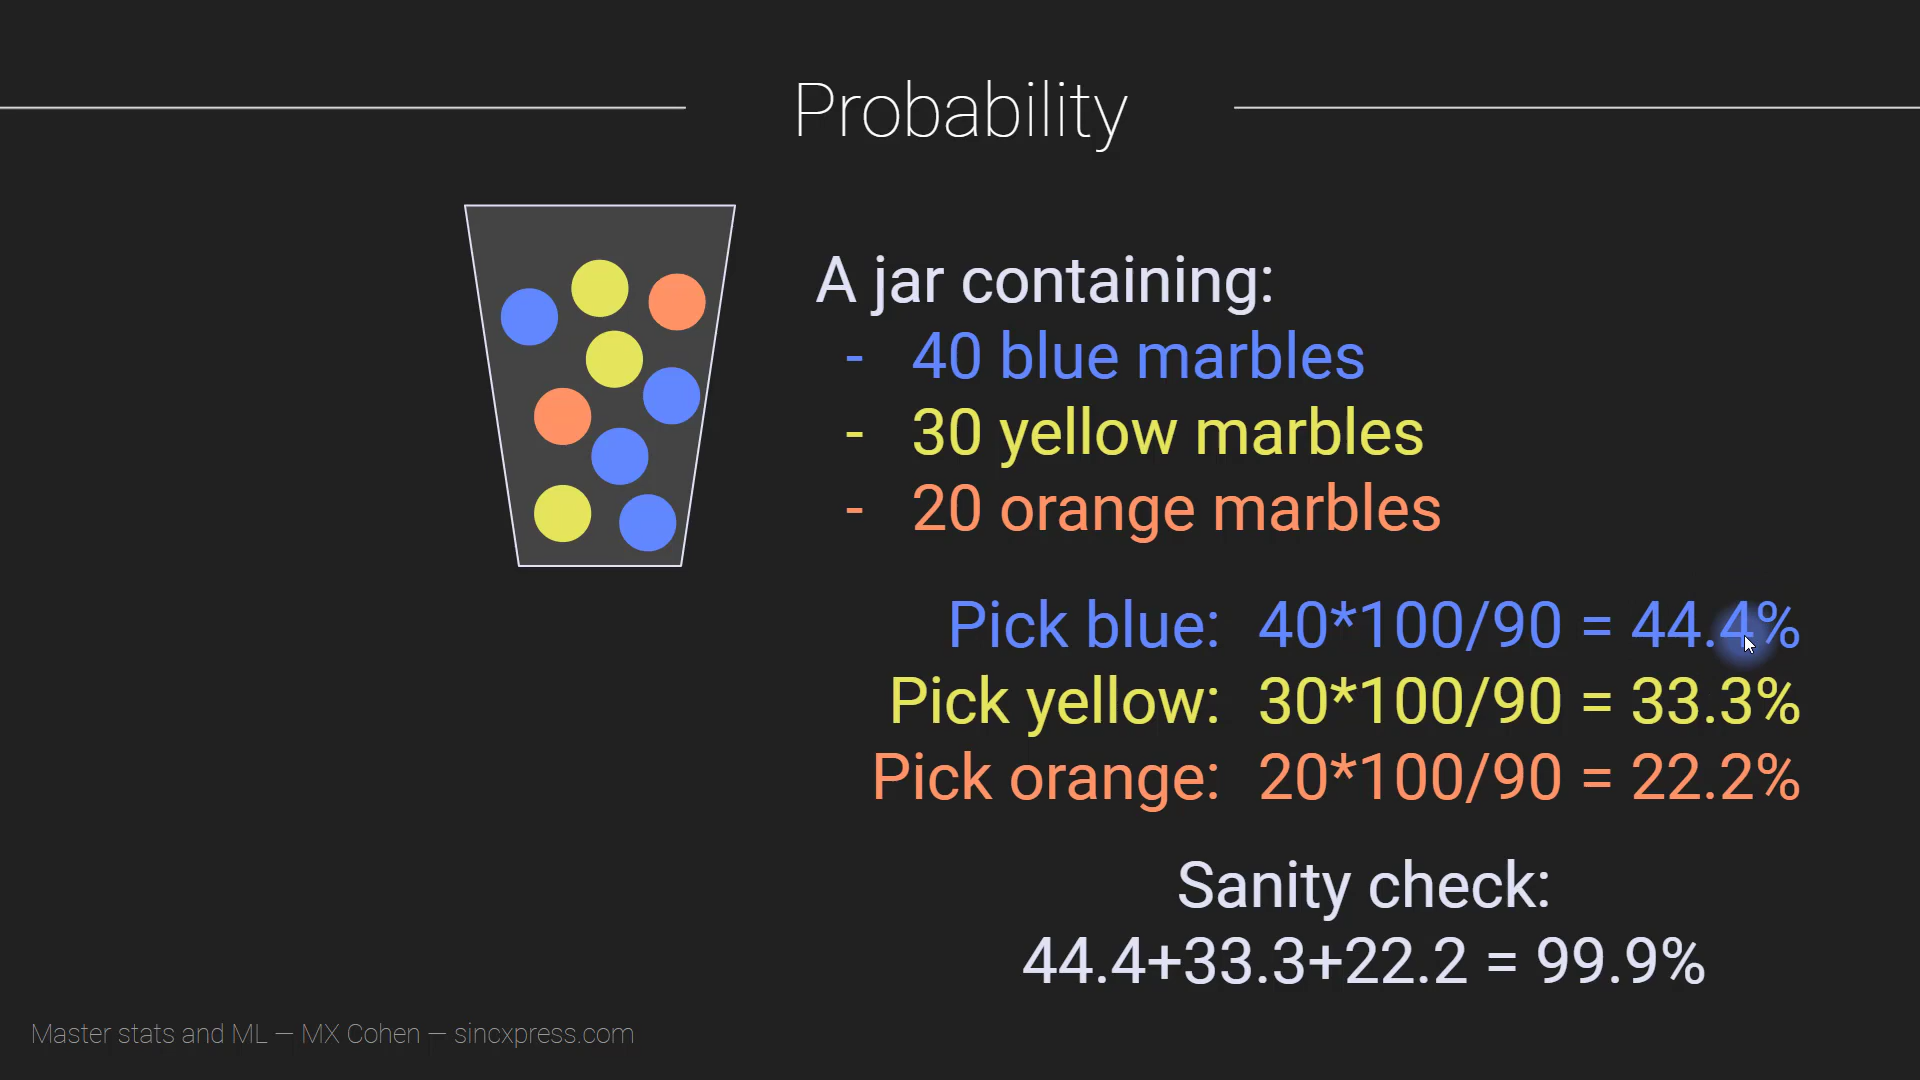 Probability
A jar containing:
- 40 blue marbles
- 30 yellow marbles
- 20 orange marbles
Pick blue: 40*100/90 = 44.4%
Pick yellow: 30*100/90 = 33.3%
Pick orange: 20*100/90 = 22.2%
Sanity check:
44.4+33.3+22.2 = 99.9%
Master stats and ML — MX Cohen — sincxpress.com